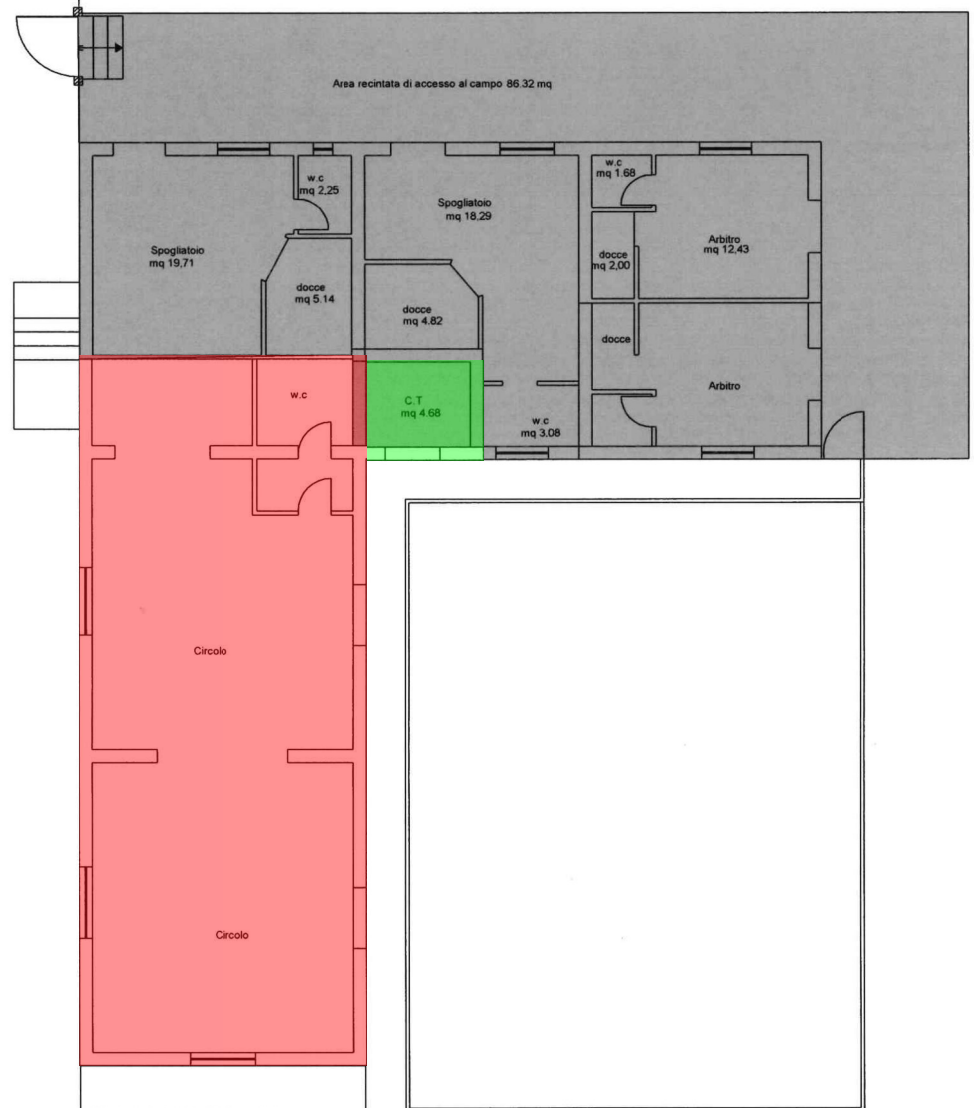 Area recintata di accesso al campo 86.32 mq
w.c
mq 2,25
w.c
mq 1.68
Spogliatoio
mq 18,29
Spogliatoio
mq 19,71
Arbitro
mq 12,43
docce
mq 2,00
docce
mq 5.14
docce
mq 4.82
docce
Arbitro
w.c
C.T
mq 4.68
w.c
mq 3,08
Circolo
Circolo